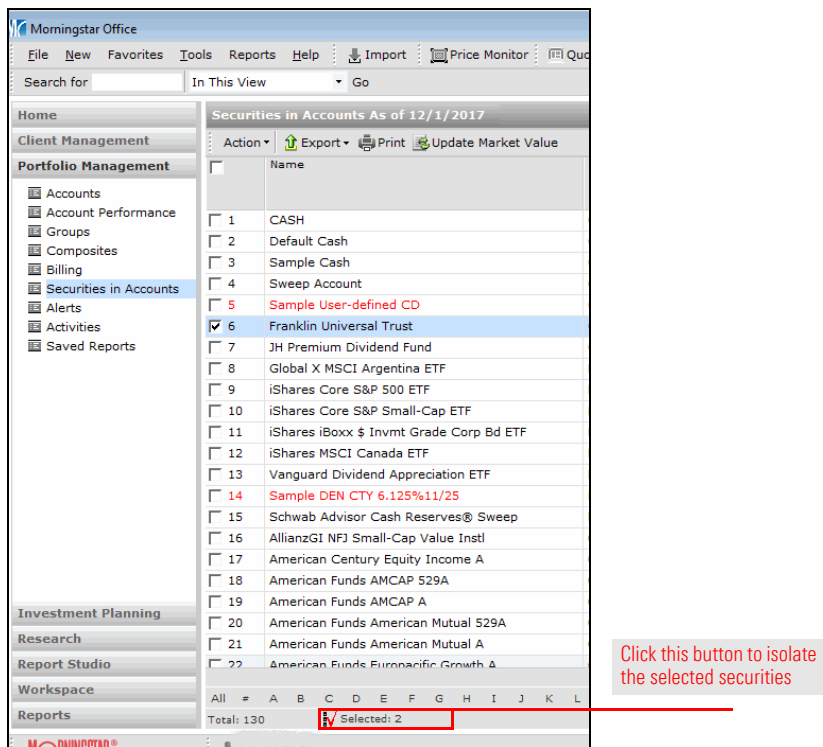 Morningstar Office
File New Favorites Tools Reports Help Import Price Monitor Quo
Search for In This View Go
Home
Client Management
Portfolio Management
Accounts
Account Performance
Groups
Composites
Billing
Securities in Accounts
Alerts
Activities
Saved Reports
Investment Planning
Research
Report Studio
Workspace
Reports
MORNINGSTAR®
Securities in Accounts As of 12/1/2017
Action Export Print Update Market Value
Name
1 CASH
2 Default Cash
3 Sample Cash
4 Sweep Account
5 Sample User-defined CD
6 Franklin Universal Trust
7 JH Premium Dividend Fund
8 Global X MSCI Argentina ETF
9 iShares Core S&P 500 ETF
10 iShares Core S&P Small-Cap ETF
11 iShares iBoxx $ Invmt Grade Corp Bd ETF
12 iShares MSCI Canada ETF
13 Vanguard Dividend Appreciation ETF
14 Sample DEN CTY 6.125%11/25
15 Schwab Advisor Cash Reserves® Sweep
16 AllianzGI NFJ Small-Cap Value Instl
17 American Century Equity Income A
18 American Funds AMCAP 529A
19 American Funds AMCAP A
20 American Funds American Mutual 529A
21 American Funds American Mutual A
22 American Funds Europacific Growth A
All # A B C D E F G H I J K L
Total: 130 Selected: 2
Click this button to isolate
the selected securities